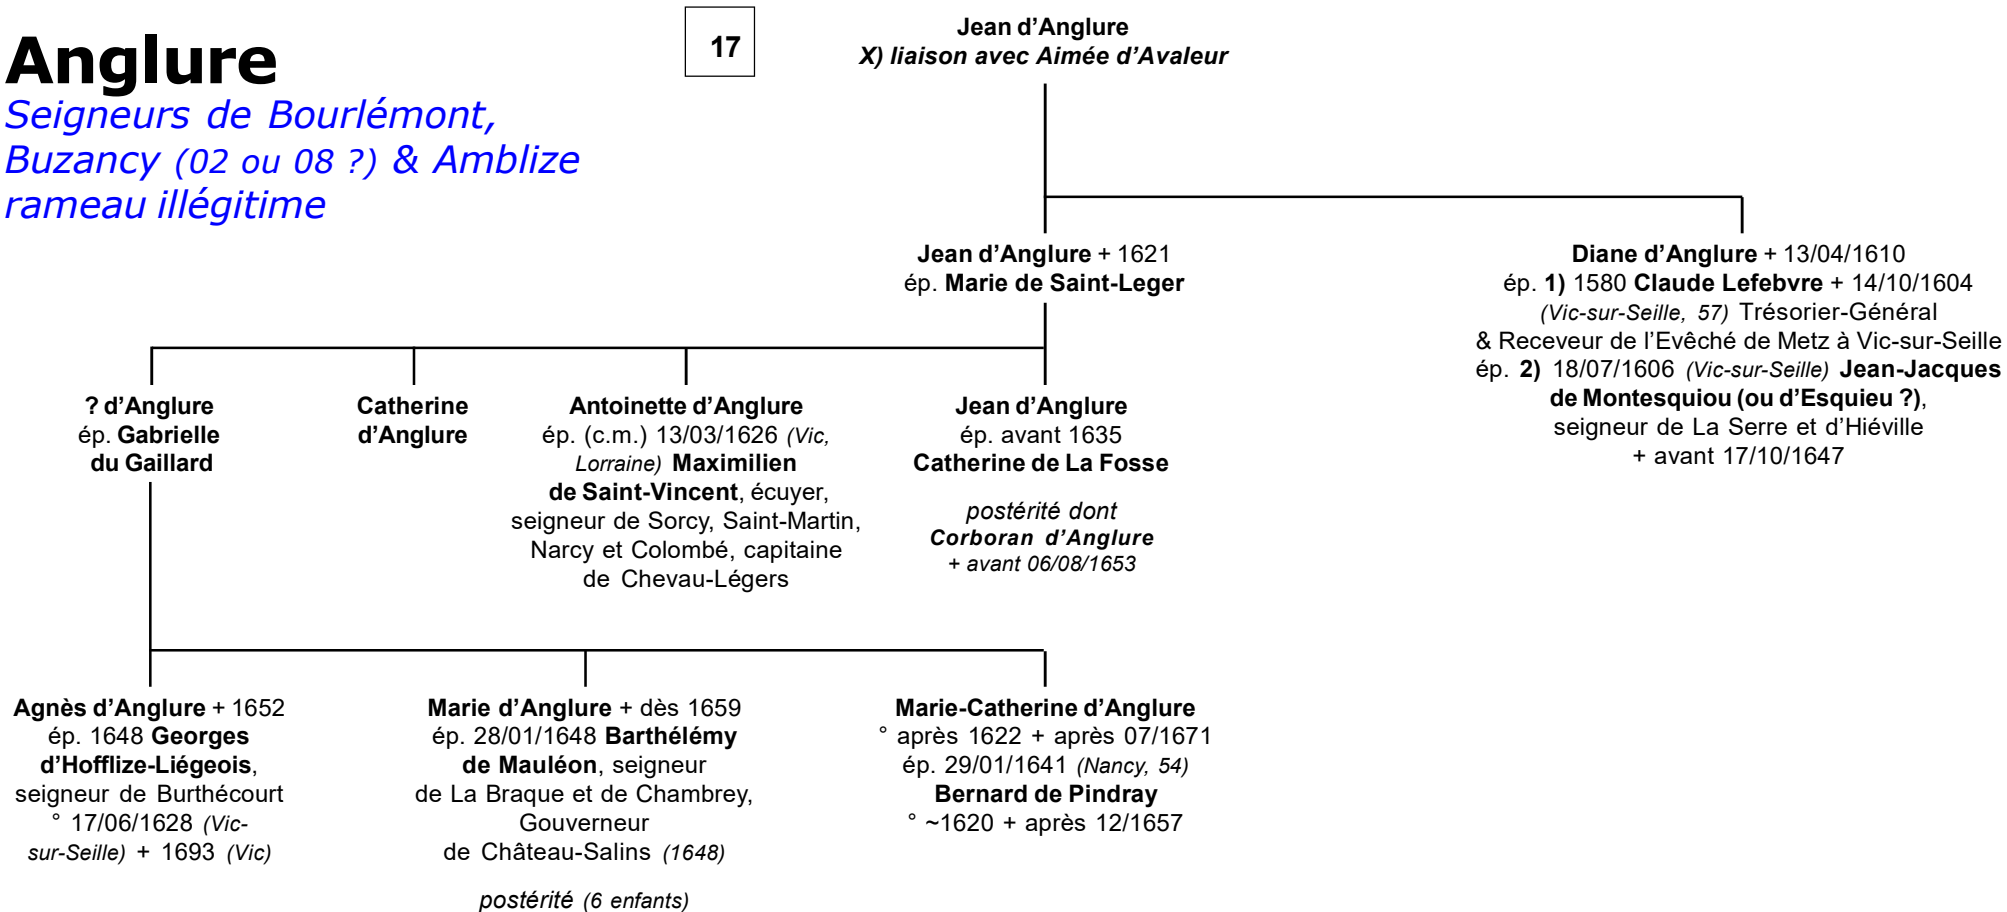 Anglure
Seigneurs de Bourlémont,
Buzancy (02 ou 08 ?) & Amblize
rameau illégitime
17
Jean d’Anglure
X) liaison avec Aimée d’Avaleur
Jean d’Anglure + 1621
ép. Marie de Saint-Leger
Diane d’Anglure + 13/04/1610
ép. 1) 1580 Claude Lefebvre + 14/10/1604
(Vic-sur-Seille, 57) Trésorier-Général
& Receveur de l’Evêché de Metz à Vic-sur-Seille
ép. 2) 18/07/1606 (Vic-sur-Seille) Jean-Jacques
de Montesquiou (ou d’Esquieu ?),
seigneur de La Serre et d’Hiéville
+ avant 17/10/1647
? d’Anglure
ép. Gabrielle
du Gaillard
Catherine
d’Anglure
Antoinette d’Anglure
ép. (c.m.) 13/03/1626 (Vic,
Lorraine) Maximilien
de Saint-Vincent, écuyer,
seigneur de Sorcy, Saint-Martin,
Narcy et Colombé, capitaine
de Chevau-Légers
Jean d’Anglure
ép. avant 1635
Catherine de La Fosse
postérité dont
Corboran d’Anglure
+ avant 06/08/1653
Agnès d’Anglure + 1652
ép. 1648 Georges
d’Hofflize-Liégeois,
seigneur de Burthécourt
° 17/06/1628 (Vic-
sur-Seille) + 1693 (Vic)
Marie d’Anglure + dès 1659
ép. 28/01/1648 Barthélémy
de Mauléon, seigneur
de La Braque et de Chambrey,
Gouverneur
de Château-Salins (1648)
postérité (6 enfants)
Marie-Catherine d’Anglure
° après 1622 + après 07/1671
ép. 29/01/1641 (Nancy, 54)
Bernard de Pindray
° ~1620 + après 12/1657